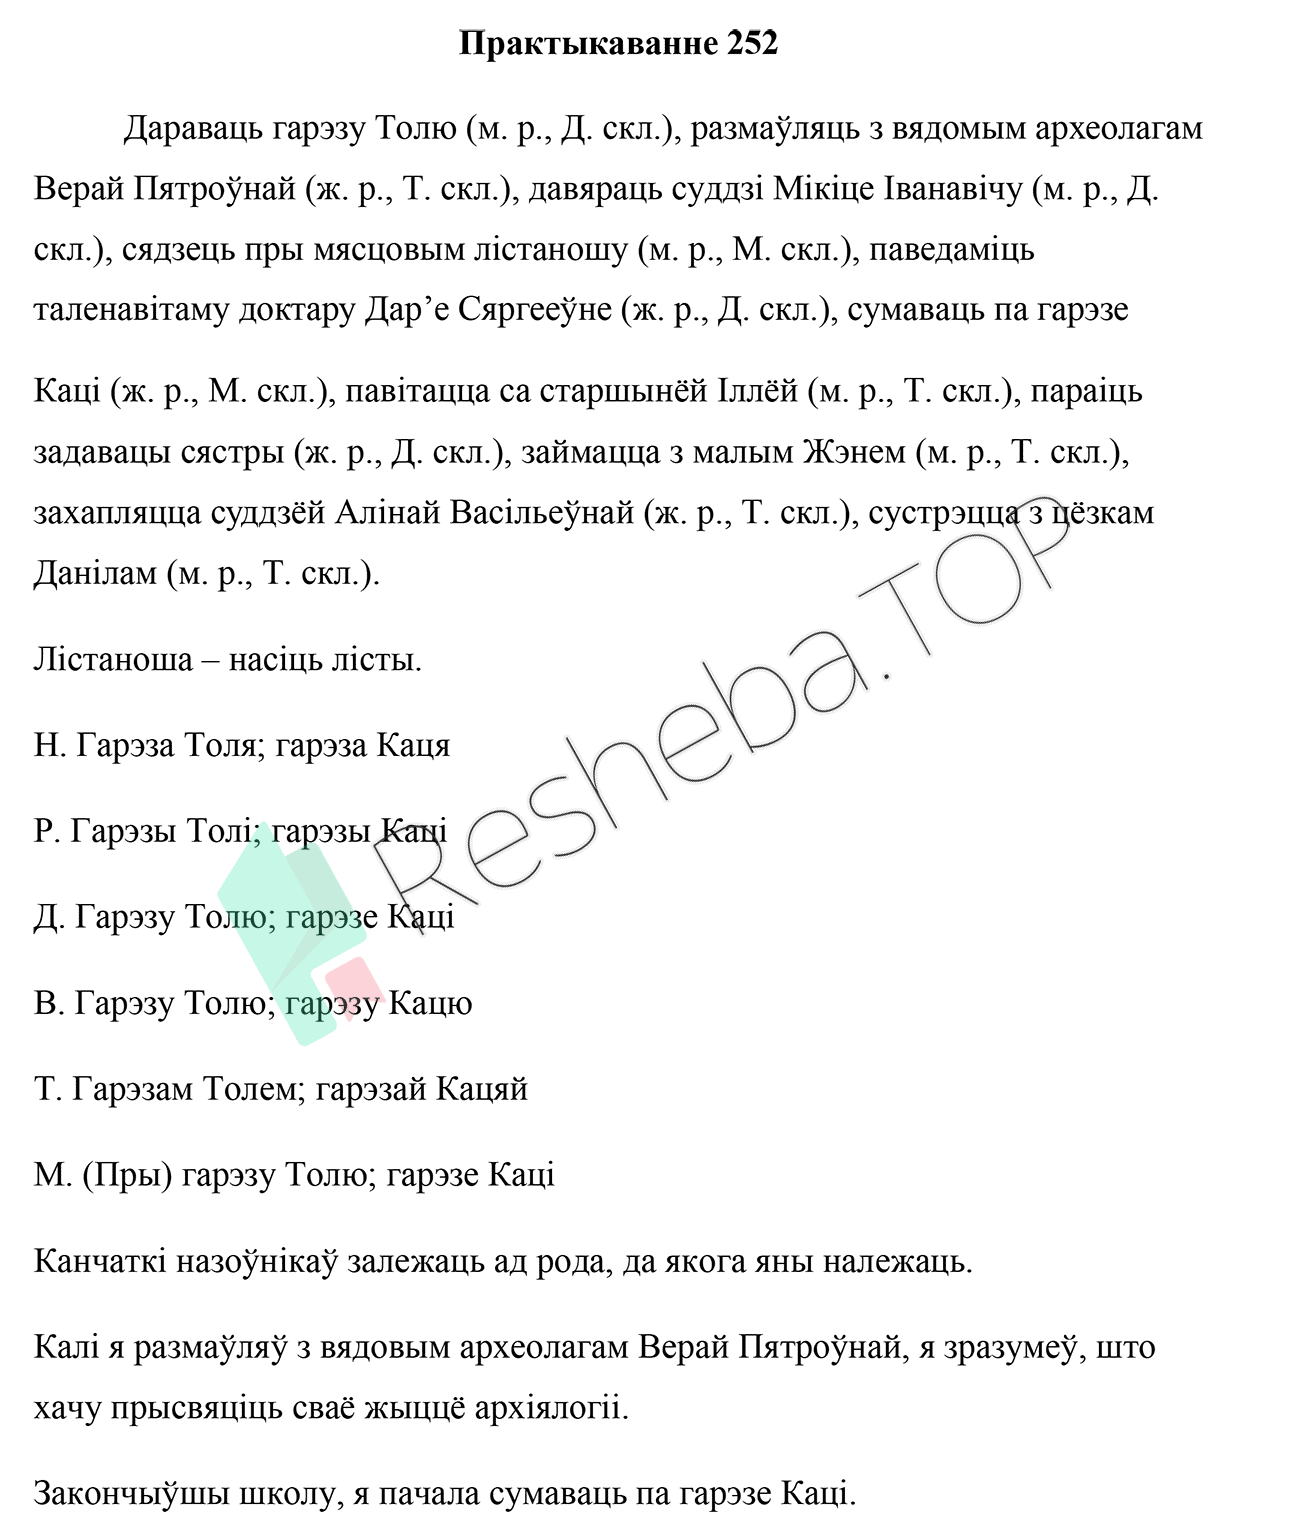 Практыкаванне 252
Дараваць гарэзу Толю (м. р., Д. скл.), размаўляць з вядомым археолагам
Верай Пятроўнай (ж. р., Т. скл.), давяраць суддзі Мікіце Іванавічу (м. р., Д.
скл.), сядзець пры мясцовым лістаношу (м. р., М. скл.), паведаміць
таленавітаму доктару Дар’е Сяргееўне (ж. р., Д. скл.), сумаваць па гарэзе
Каці (ж. р., М. скл.), павітацца са старшынёй Іллёй (м. р., Т. скл.), параіць
задавацы сястры (ж. р., Д. скл.), займацца з малым Жэнем (м. р., Т. скл.),
захапляцца суддзёй Алінай Васільеўнай (ж. р., Т. скл.), сустрэцца з цёзкам
Данілам (м. р., Т. скл.).
Лістаноша – насіць лісты.
Н. Гарэза Толя; гарэза Каця
Р. Гарэзы Толі; гарэзы Каці
Д. Гарэзу Толю; гарэзе Каці
В. Гарэзу Толю; гарэзу Кацю
Т. Гарэзам Толем; гарэзай Кацяй
М. (Пры) гарэзу Толю; гарэзе Каці
Канчаткі назоўнікаў залежаць ад рода, да якога яны належаць.
Калі я размаўляў з вядовым археолагам Верай Пятроўнай, я зразумеў, што
хачу прысвяціць сваё жыццё архіялогіі.
Закончыўшы школу, я пачала сумаваць па гарэзе Каці.
Resheba.TOP